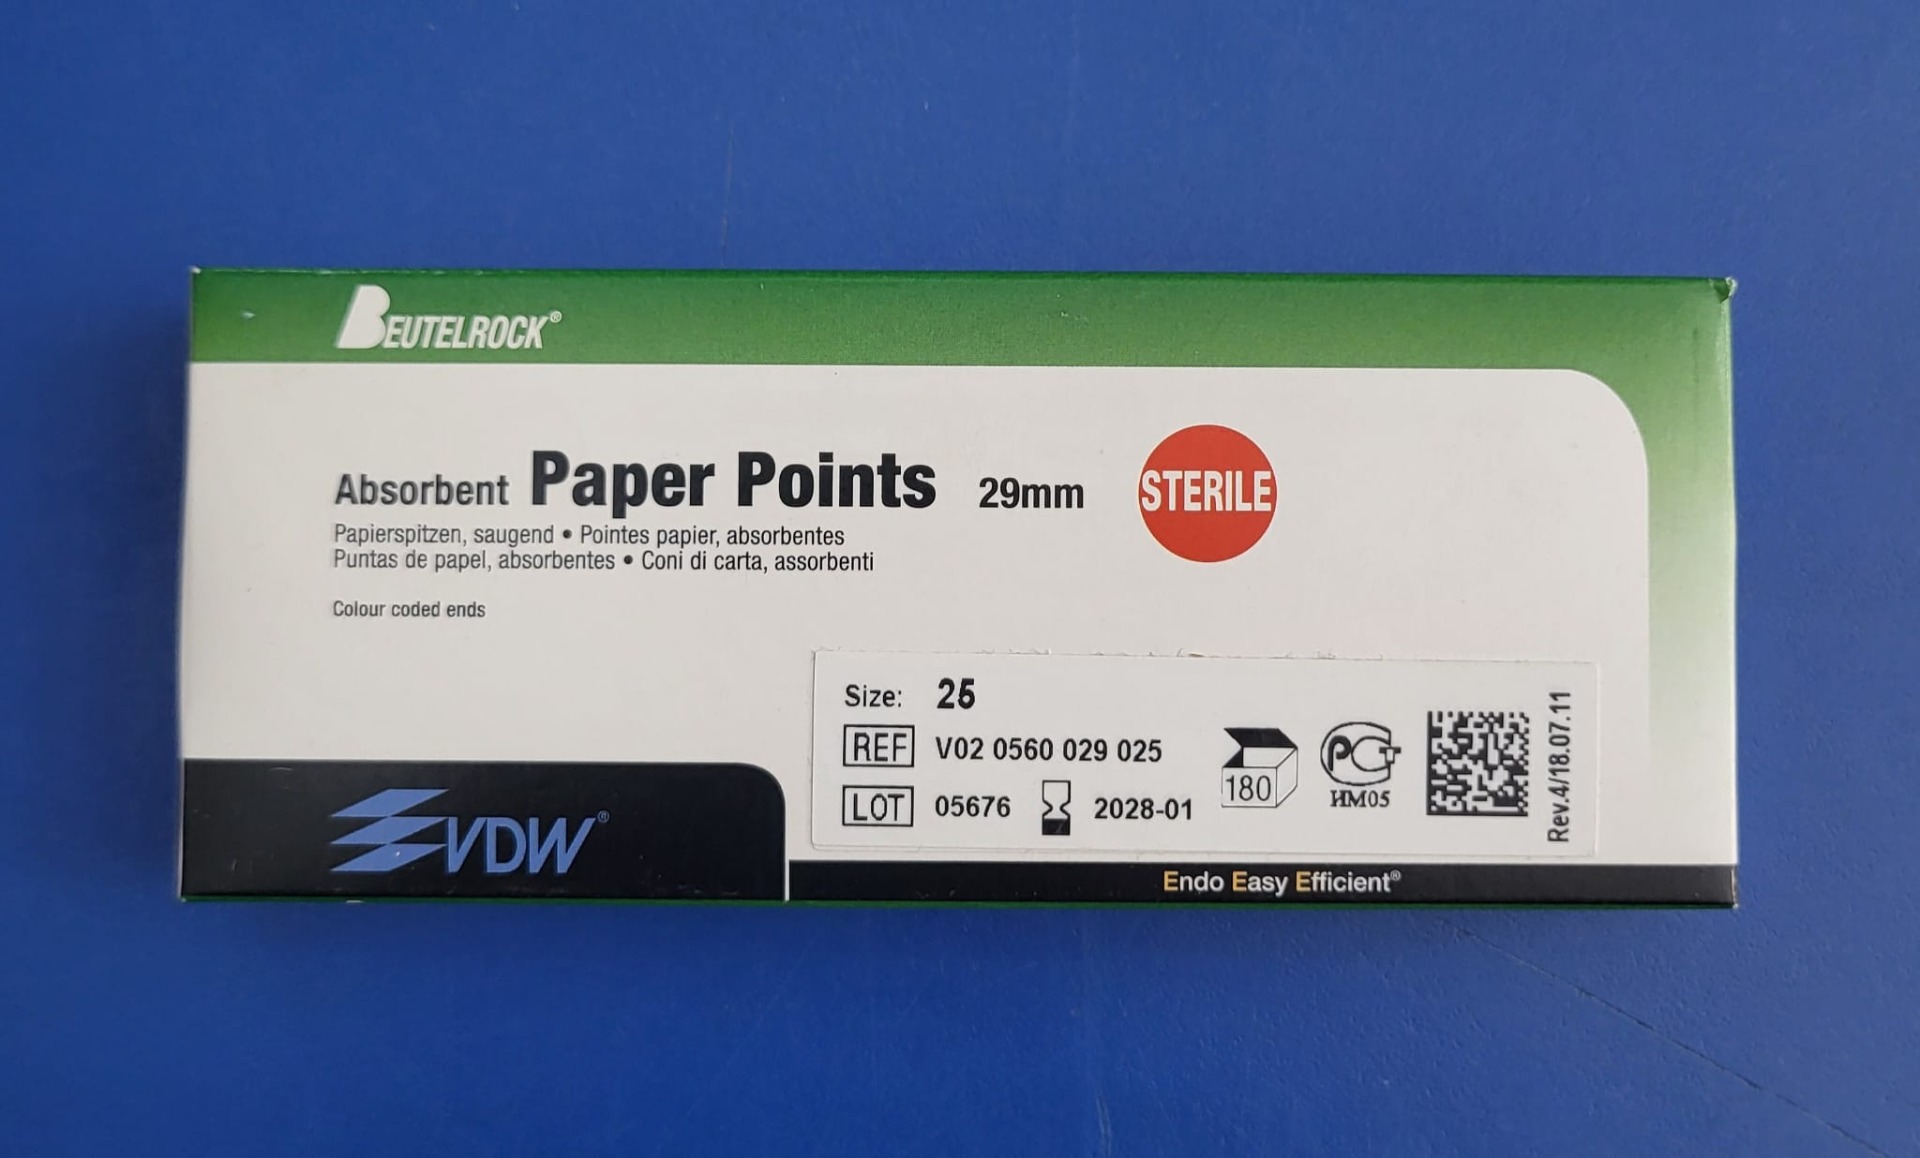 BEUTELROCK®
Absorbent Paper Points 29mm
STERILE
Papierspitzen, saugend • Pointes papier, absorbentes
Puntas de papel, absorbentes • Coni di carta, assorbenti
Colour coded ends
Size: 25
REF V02 0560 029 025
LOT 05676 2028-01
180
PCT
HM05
Rev.4/18.07.11
VDW®
Endo Easy Efficient®